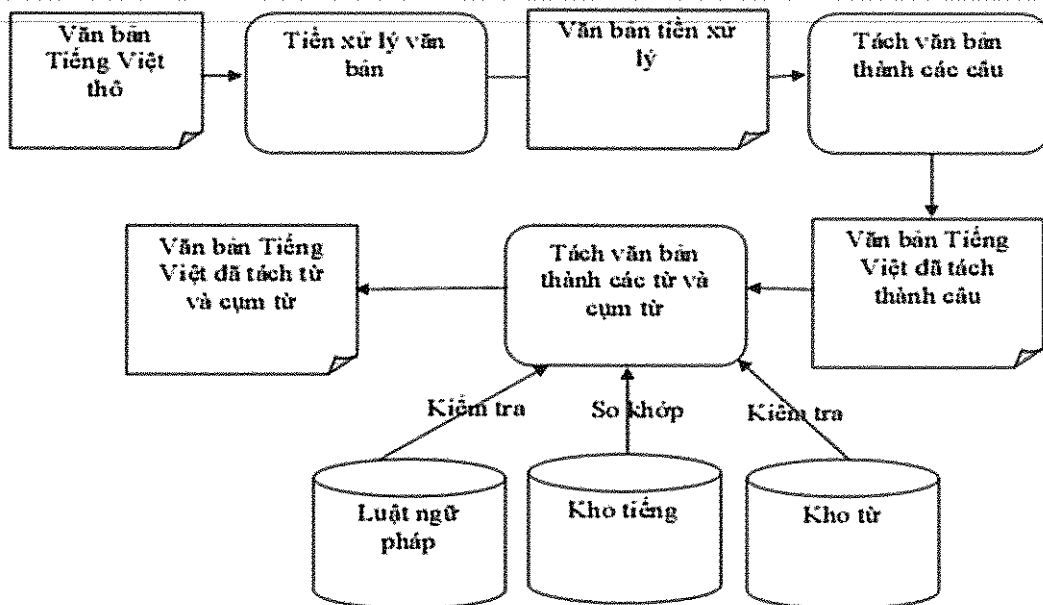 Văn bản
Tiếng Việt
thô
Tiền xử lý văn
bản
Văn bản tiền xử
lý
Tách văn bản
thành các câu
Văn bản Tiếng
Việt đã tách từ
và cụm từ
Tách văn bản
thành các từ và
cụm từ
Văn bản Tiếng
Việt đã tách
thành câu
Kiểm tra
So khớp
Kiểm tra
Luật ngữ
pháp
Kho tiếng
Kho từ